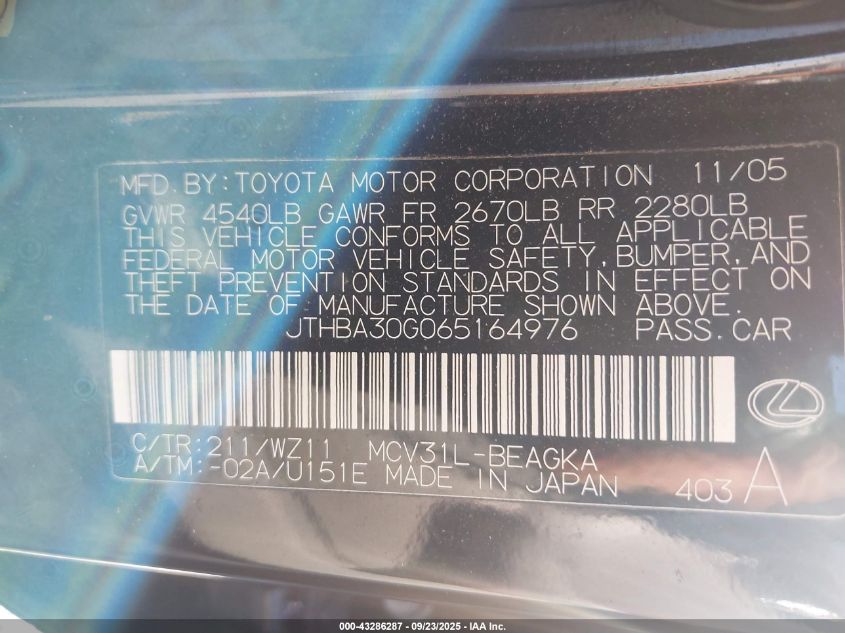 MFD.BY:TOYOTA MOTOR CORPORATION 11/05
GVWR 4540LB GAWR FR 2670LB RR 2280LB
THIS VEHICLE CONFORMS TO ALL APPLICABLE
FEDERAL MOTOR VEHICLE SAFETY, BUMPER, AND
THEFT PREVENTION STANDARDS IN EFFECT ON
THE DATE OF MANUFACTURE SHOWN ABOVE.
JTHBA30G065164976 PASS.CAR
C/TR:211/WZ11 MCV31L-BEAGKA
A/TM:-02A/U151E MADE IN JAPAN 403 A
000-43286287 - 09/23/2025 - IAA Inc.